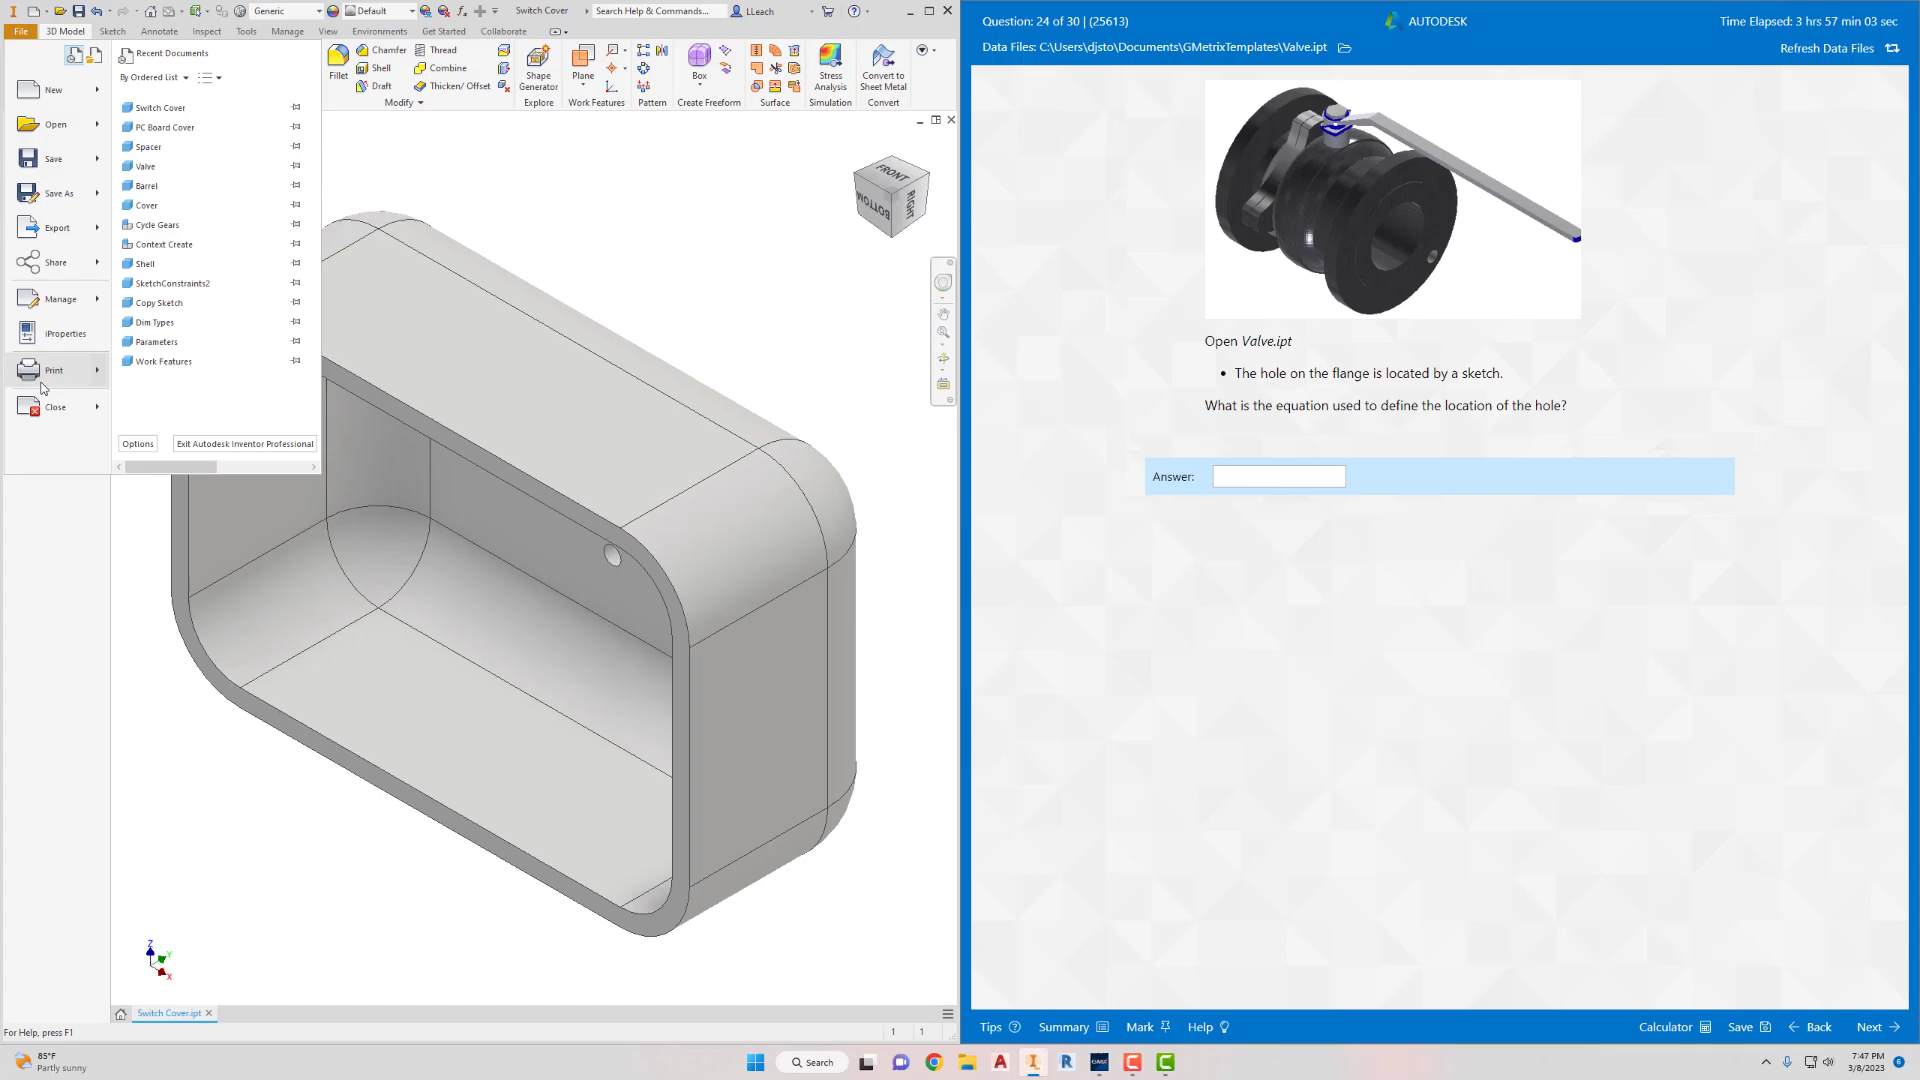 Generic
Default
Switch Cover
Search Help & Commands...
LLeach
File
3D Model
Sketch
Annotate
Inspect
Tools
Manage
View
Environments
Get Started
Collaborate
Recent Documents
By Ordered List
New
Open
Save
Save As
Export
Share
Manage
iProperties
Print
Close
Switch Cover
PC Board Cover
Spacer
Valve
Barrel
Cover
Cycle Gears
Context Create
Shell
SketchConstraints2
Copy Sketch
Dim Types
Parameters
Work Features
Options
Exit Autodesk Inventor Professional
Fillet
Chamfer
Shell
Draft
Thread
Combine
Thicken/ Offset
Modify
Shape
Generator
Explore
Plane
Work Features
Pattern
Box
Create Freeform
Surface
Stress
Analysis
Simulation
Convert to
Sheet Metal
Convert
FRONT
RIGHT
BOTTOM
Z
Y
X
Switch Cover.ipt
For Help, press F1
1
1
Question: 24 of 30 | (25613)
AUTODESK
Time Elapsed: 3 hrs 57 min 03 sec
Data Files: C:\Users\djsto\Documents\GMetrixTemplates\Valve.ipt
Refresh Data Files
Open Valve.ipt
• The hole on the flange is located by a sketch.
What is the equation used to define the location of the hole?
Answer:
Tips
Summary
Mark
Help
Calculator
Save
Back
Next
85°F
Partly sunny
Search
7:47 PM
3/8/2023
6